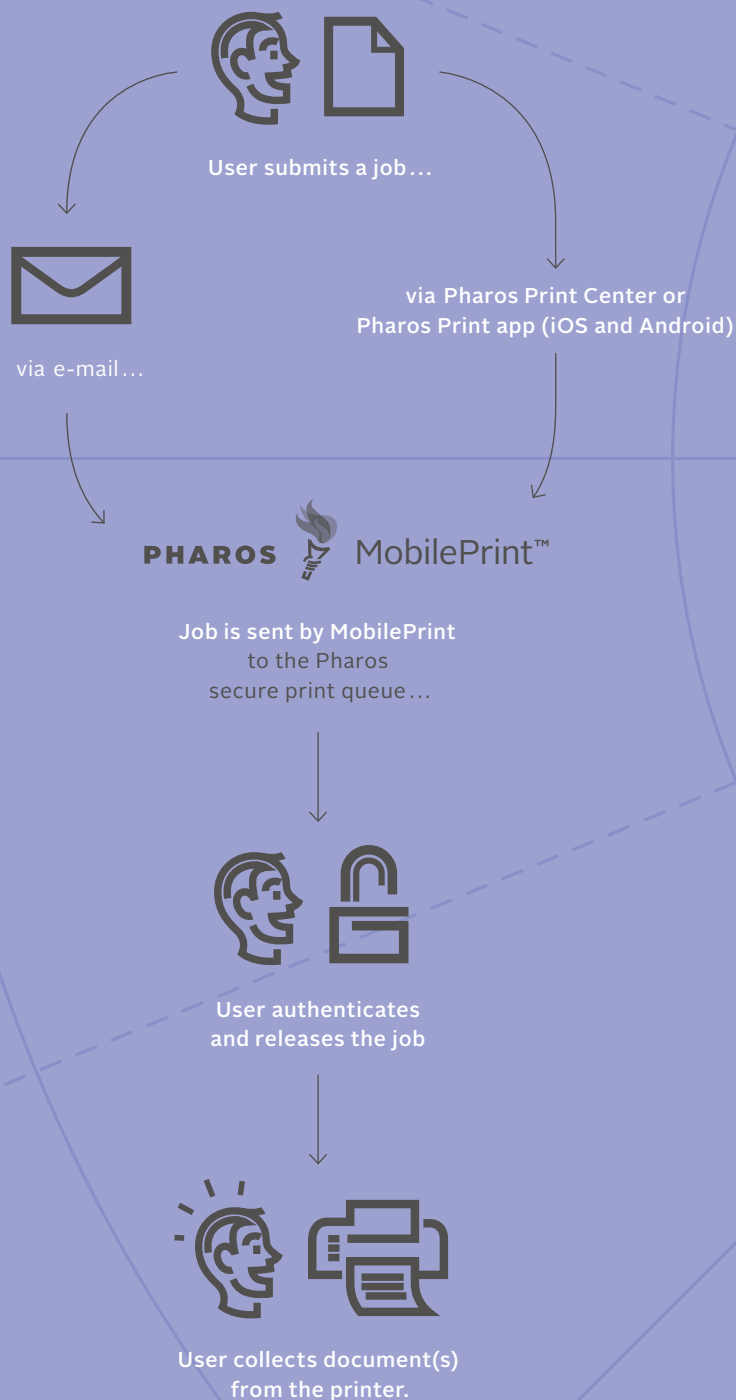 User submits a job...
via Pharos Print Center or
Pharos Print app (iOS and Android)
via e-mail...
PHAROS MobilePrint™
Job is sent by MobilePrint
to the Pharos
secure print queue...
User authenticates
and releases the job
User collects document(s)
from the printer.